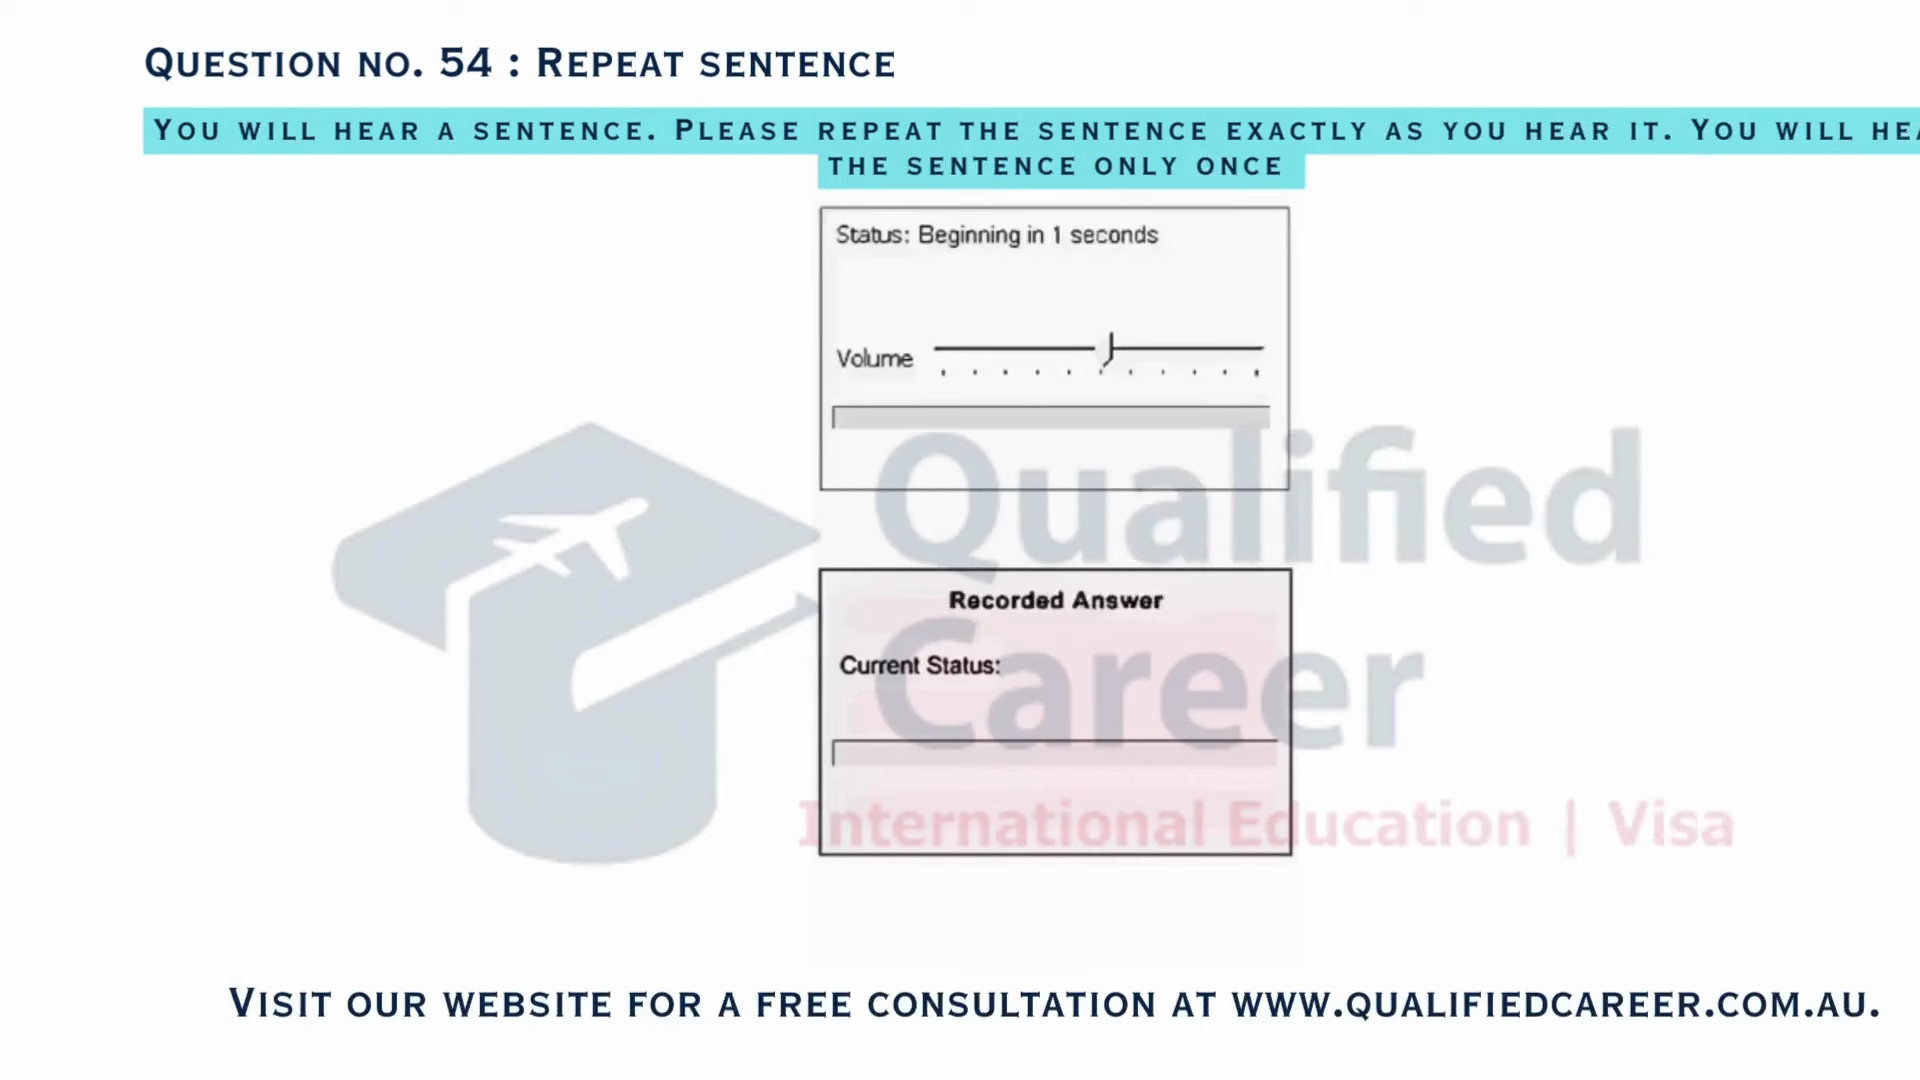 Question no. 54 : Repeat sentence
You will hear a sentence. Please repeat the sentence exactly as you hear it. You will hea
the sentence only once
Status: Beginning in 1 seconds
Volume
Qualified
Recorded Answer
Career
Current Status:
International Education | Visa
Visit our website for a free consultation at www.qualifiedcareer.com.au.